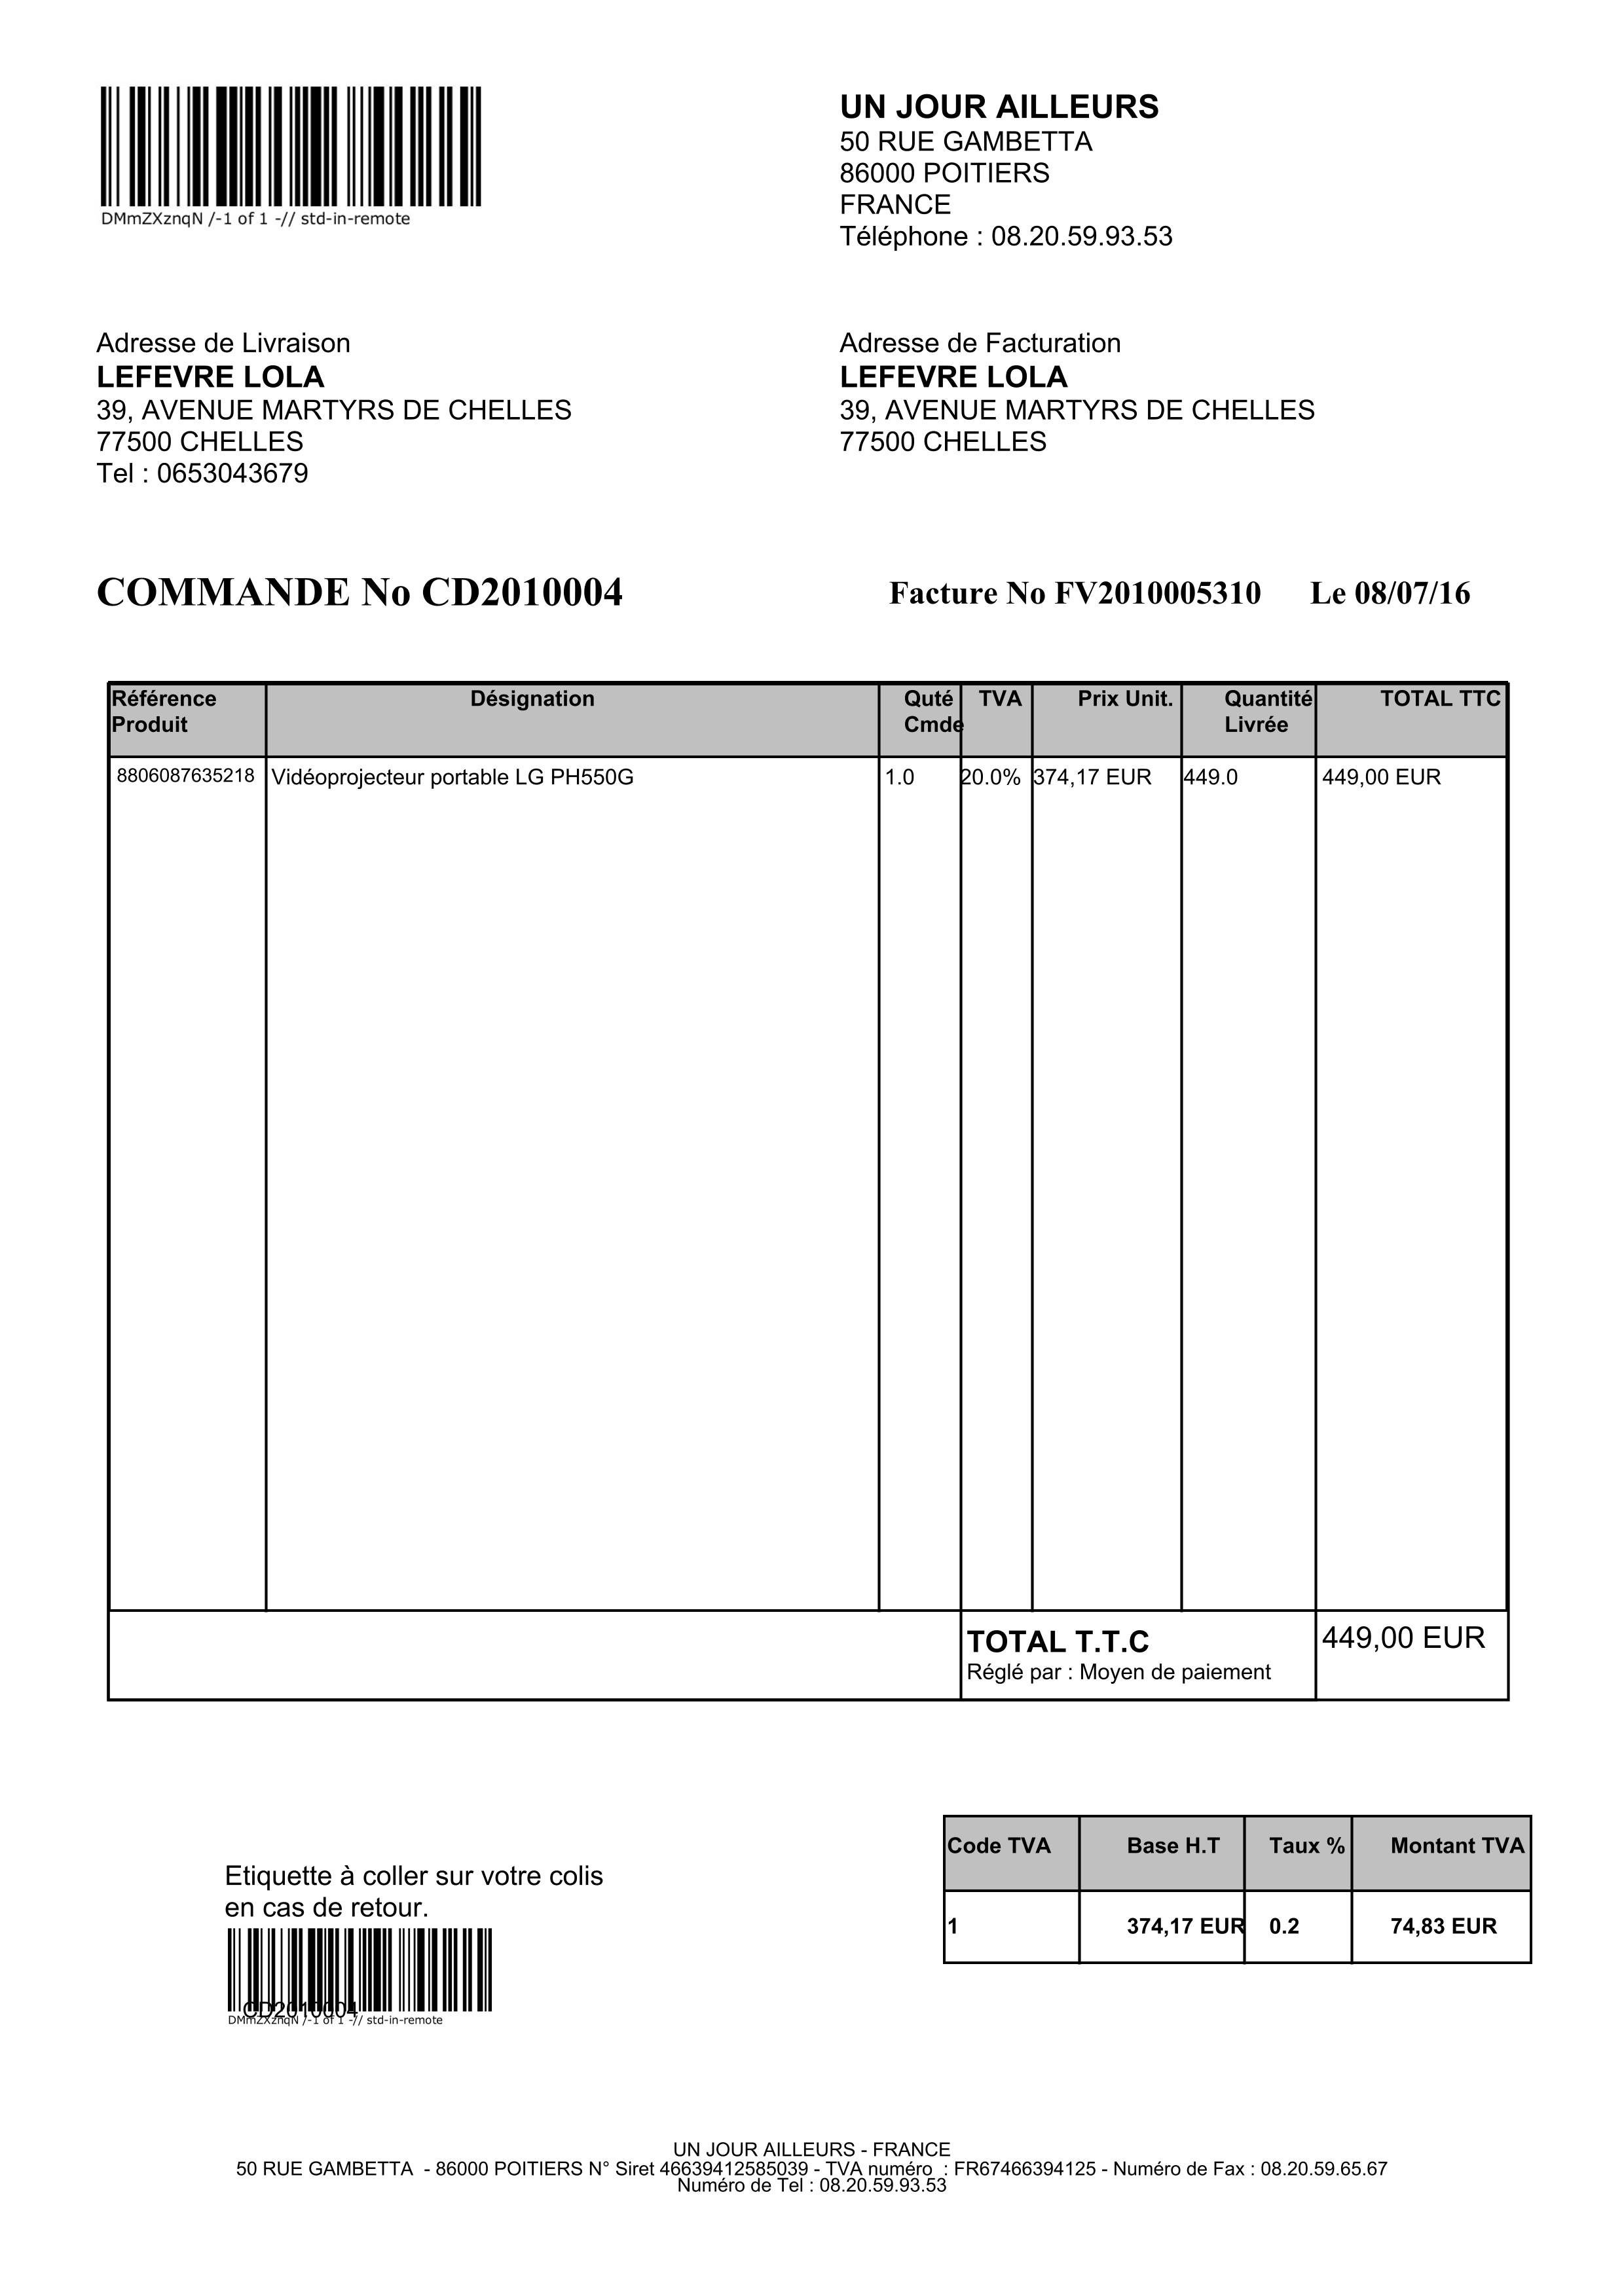 DMmZXznqN /-1 of 1 -// std-in-remote
UN JOUR AILLEURS
50 RUE GAMBETTA
86000 POITIERS
FRANCE
Téléphone : 08.20.59.93.53
Adresse de Livraison
LEFEVRE LOLA
39, AVENUE MARTYRS DE CHELLES
77500 CHELLES
Tel : 0653043679
Adresse de Facturation
LEFEVRE LOLA
39, AVENUE MARTYRS DE CHELLES
77500 CHELLES
COMMANDE No CD2010004
Facture No FV2010005310 Le 08/07/16
Référence Produit Désignation Quté Cmde TVA Prix Unit. Quantité Livrée TOTAL TTC
8806087635218 Vidéoprojecteur portable LG PH550G 1.0 20.0% 374,17 EUR 449.0 449,00 EUR
TOTAL T.T.C 449,00 EUR
Réglé par : Moyen de paiement
Code TVA Base H.T Taux % Montant TVA
1 374,17 EUR 0.2 74,83 EUR
Etiquette à coller sur votre colis
en cas de retour.
CD2010004
DMmZXznqN /-1 of 1 -// std-in-remote
UN JOUR AILLEURS - FRANCE
50 RUE GAMBETTA - 86000 POITIERS N° Siret 46639412585039 - TVA numéro : FR67466394125 - Numéro de Fax : 08.20.59.65.67
Numéro de Tel : 08.20.59.93.53